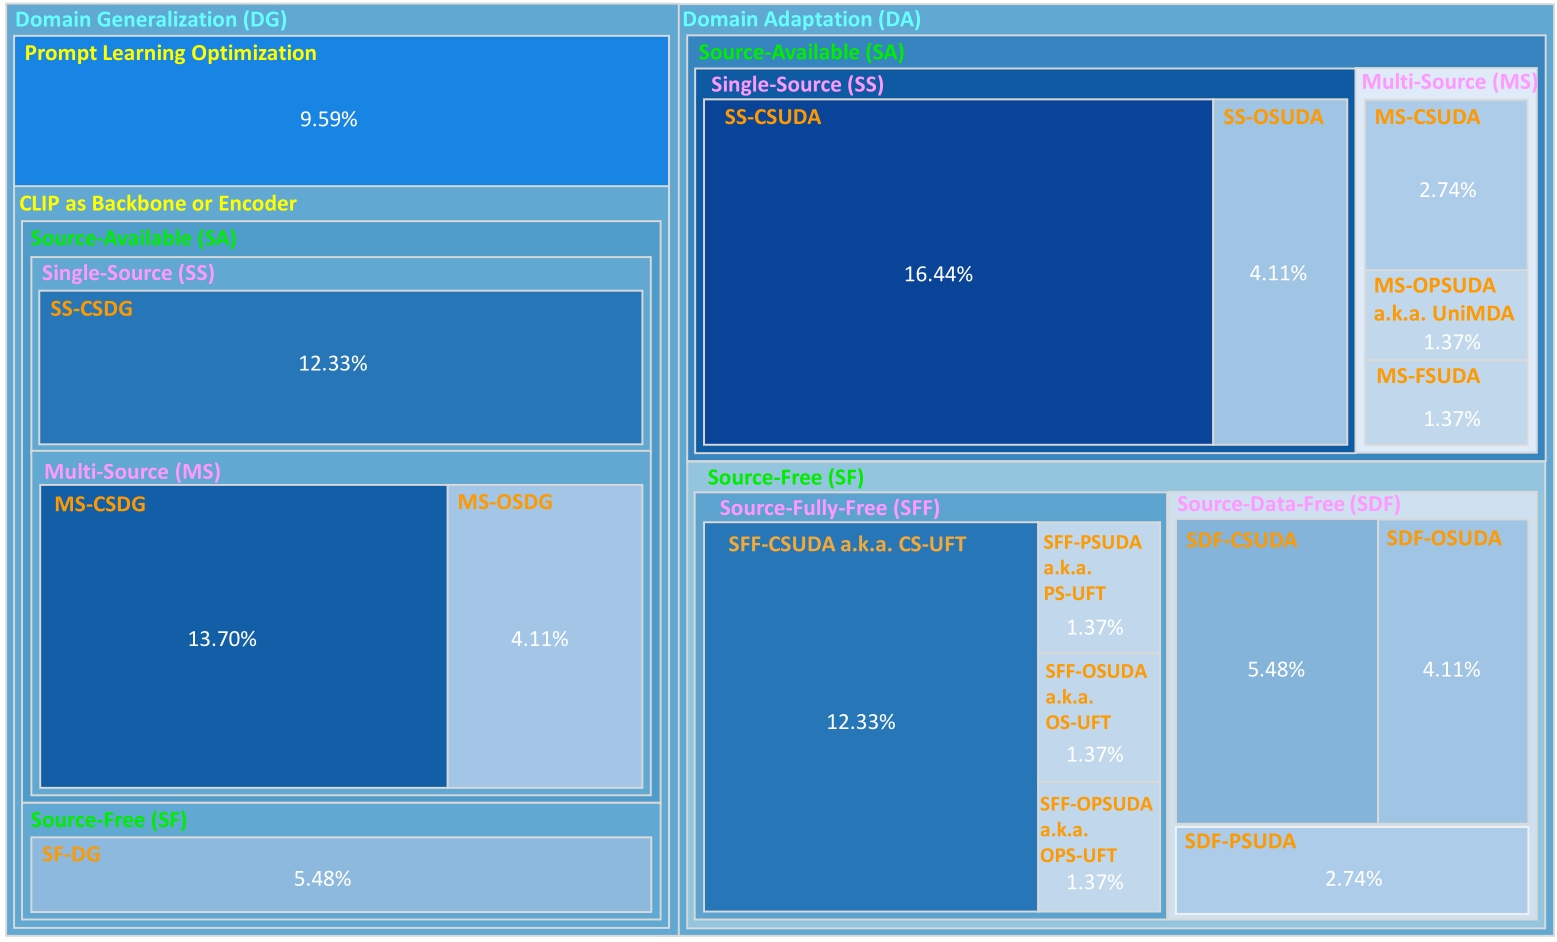 Domain Generalization (DG)
Prompt Learning Optimization
9.59%
CLIP as Backbone or Encoder
Source-Available (SA)
Single-Source (SS)
SS-CSDG
12.33%
Multi-Source (MS)
MS-CSDG
13.70%
MS-OSDG
4.11%
Source-Free (SF)
SF-DG
5.48%
Domain Adaptation (DA)
Source-Available (SA)
Single-Source (SS)
SS-CSUDA
16.44%
SS-OSUDA
4.11%
Multi-Source (MS)
MS-CSUDA
2.74%
MS-OPSUDA
a.k.a. UniMDA
1.37%
MS-FSUDA
1.37%
Source-Free (SF)
Source-Fully-Free (SFF)
SFF-CSUDA a.k.a. CS-UFT
12.33%
SFF-PSUDA
a.k.a.
PS-UFT
1.37%
SFF-OSUDA
a.k.a.
OS-UFT
1.37%
SFF-OPSUDA
a.k.a.
OPS-UFT
1.37%
Source-Data-Free (SDF)
SDF-CSUDA
5.48%
SDF-OSUDA
4.11%
SDF-PSUDA
2.74%